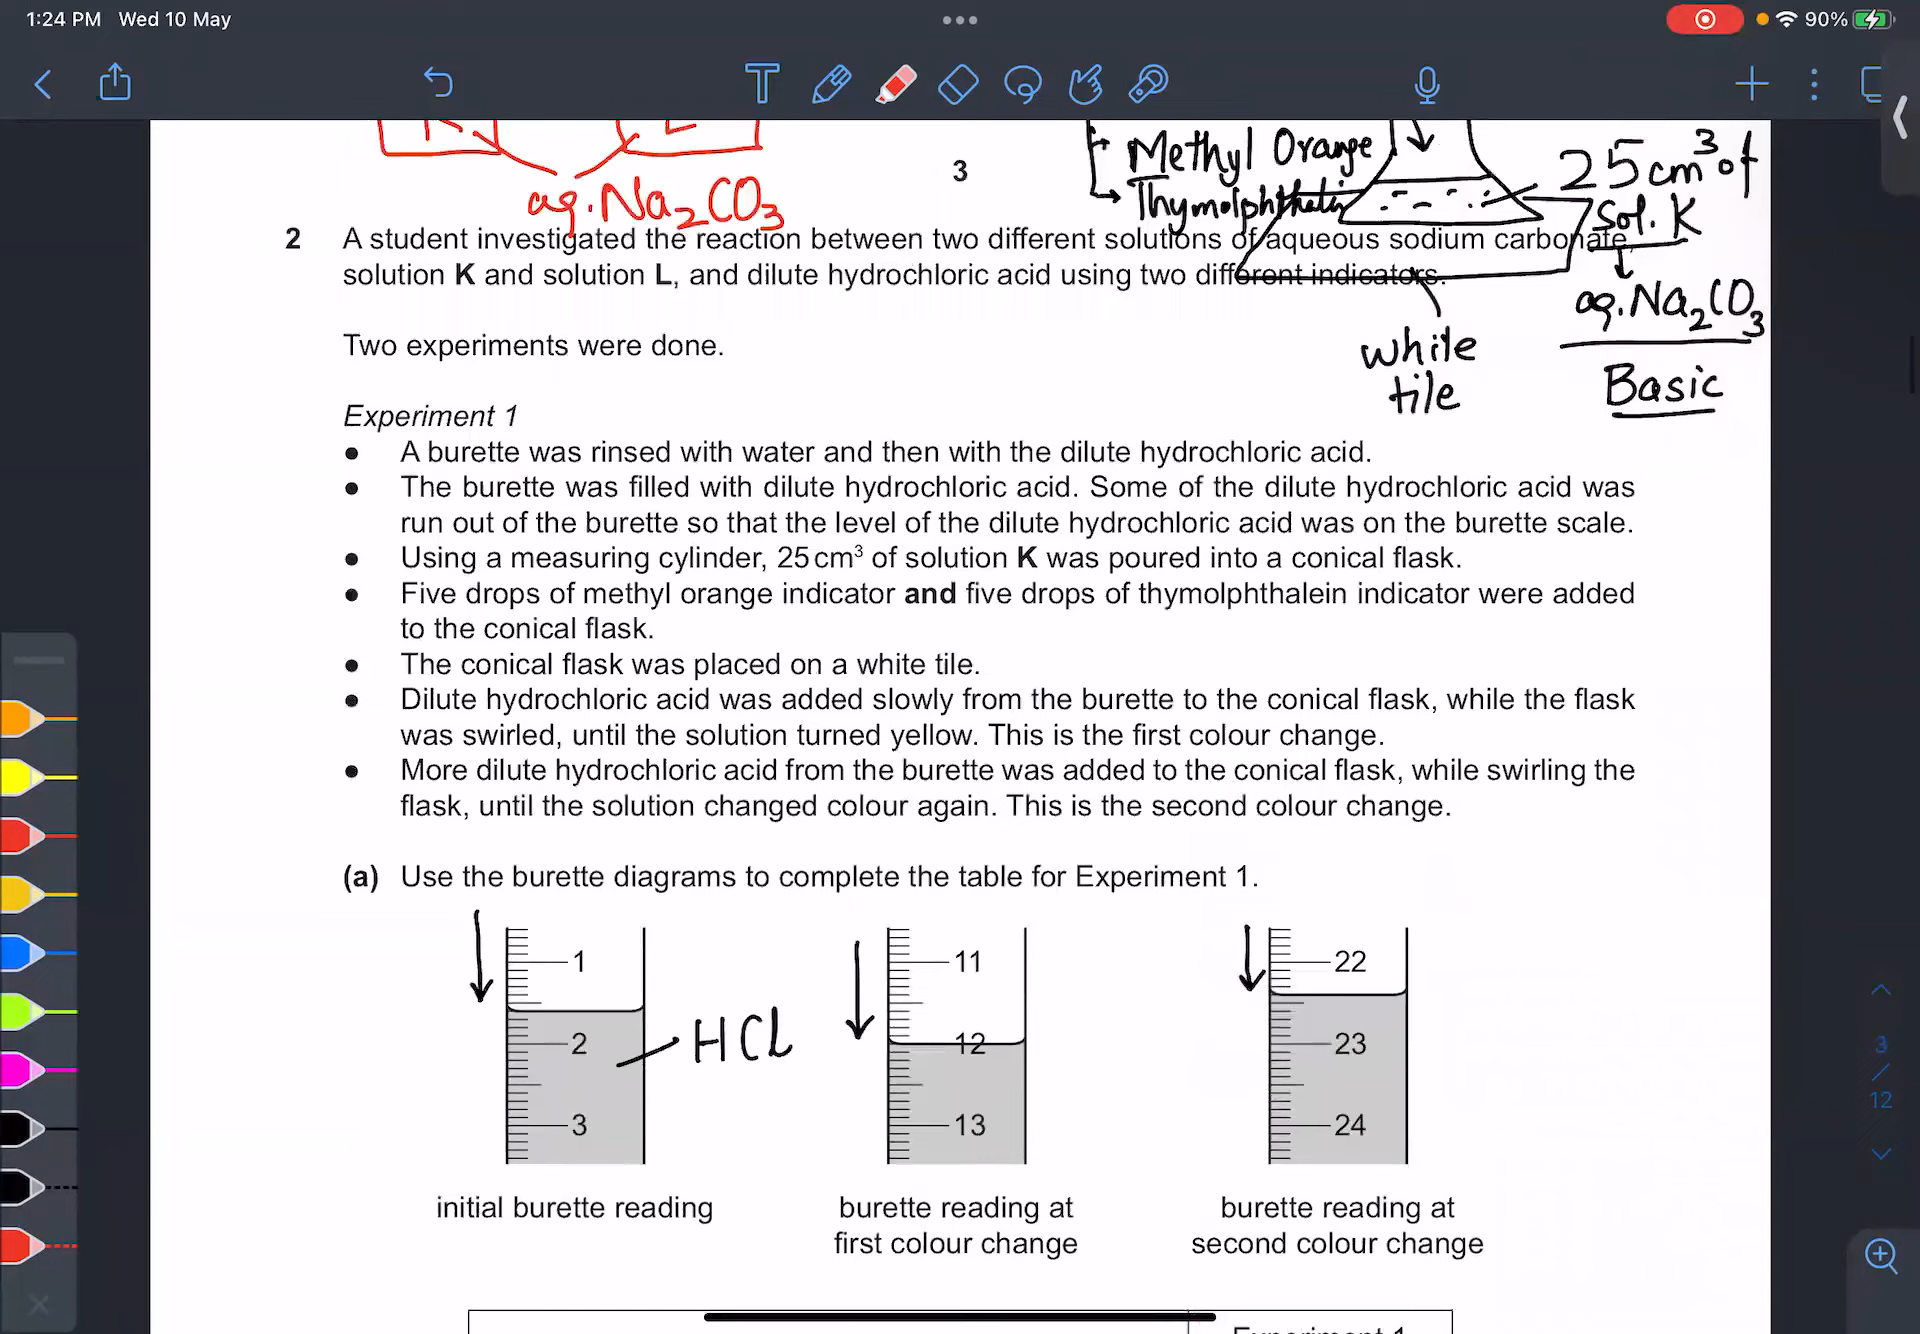 1:24 PM Wed 10 May
90%
Methyl Orange
Thymolphthalein
25 cm³ of
sol. K
aq. Na₂CO₃
Basic
white
tile
3
aq. Na₂CO₃
2 A student investigated the reaction between two different solutions of aqueous sodium carbonate,
solution K and solution L, and dilute hydrochloric acid using two different indicators.
Two experiments were done.
Experiment 1
● A burette was rinsed with water and then with the dilute hydrochloric acid.
● The burette was filled with dilute hydrochloric acid. Some of the dilute hydrochloric acid was
run out of the burette so that the level of the dilute hydrochloric acid was on the burette scale.
● Using a measuring cylinder, 25 cm³ of solution K was poured into a conical flask.
● Five drops of methyl orange indicator and five drops of thymolphthalein indicator were added
to the conical flask.
● The conical flask was placed on a white tile.
● Dilute hydrochloric acid was added slowly from the burette to the conical flask, while the flask
was swirled, until the solution turned yellow. This is the first colour change.
● More dilute hydrochloric acid from the burette was added to the conical flask, while swirling the
flask, until the solution changed colour again. This is the second colour change.
(a) Use the burette diagrams to complete the table for Experiment 1.
1
2
3
HCl
initial burette reading
11
12
13
burette reading at
first colour change
22
23
24
burette reading at
second colour change
3
/
12